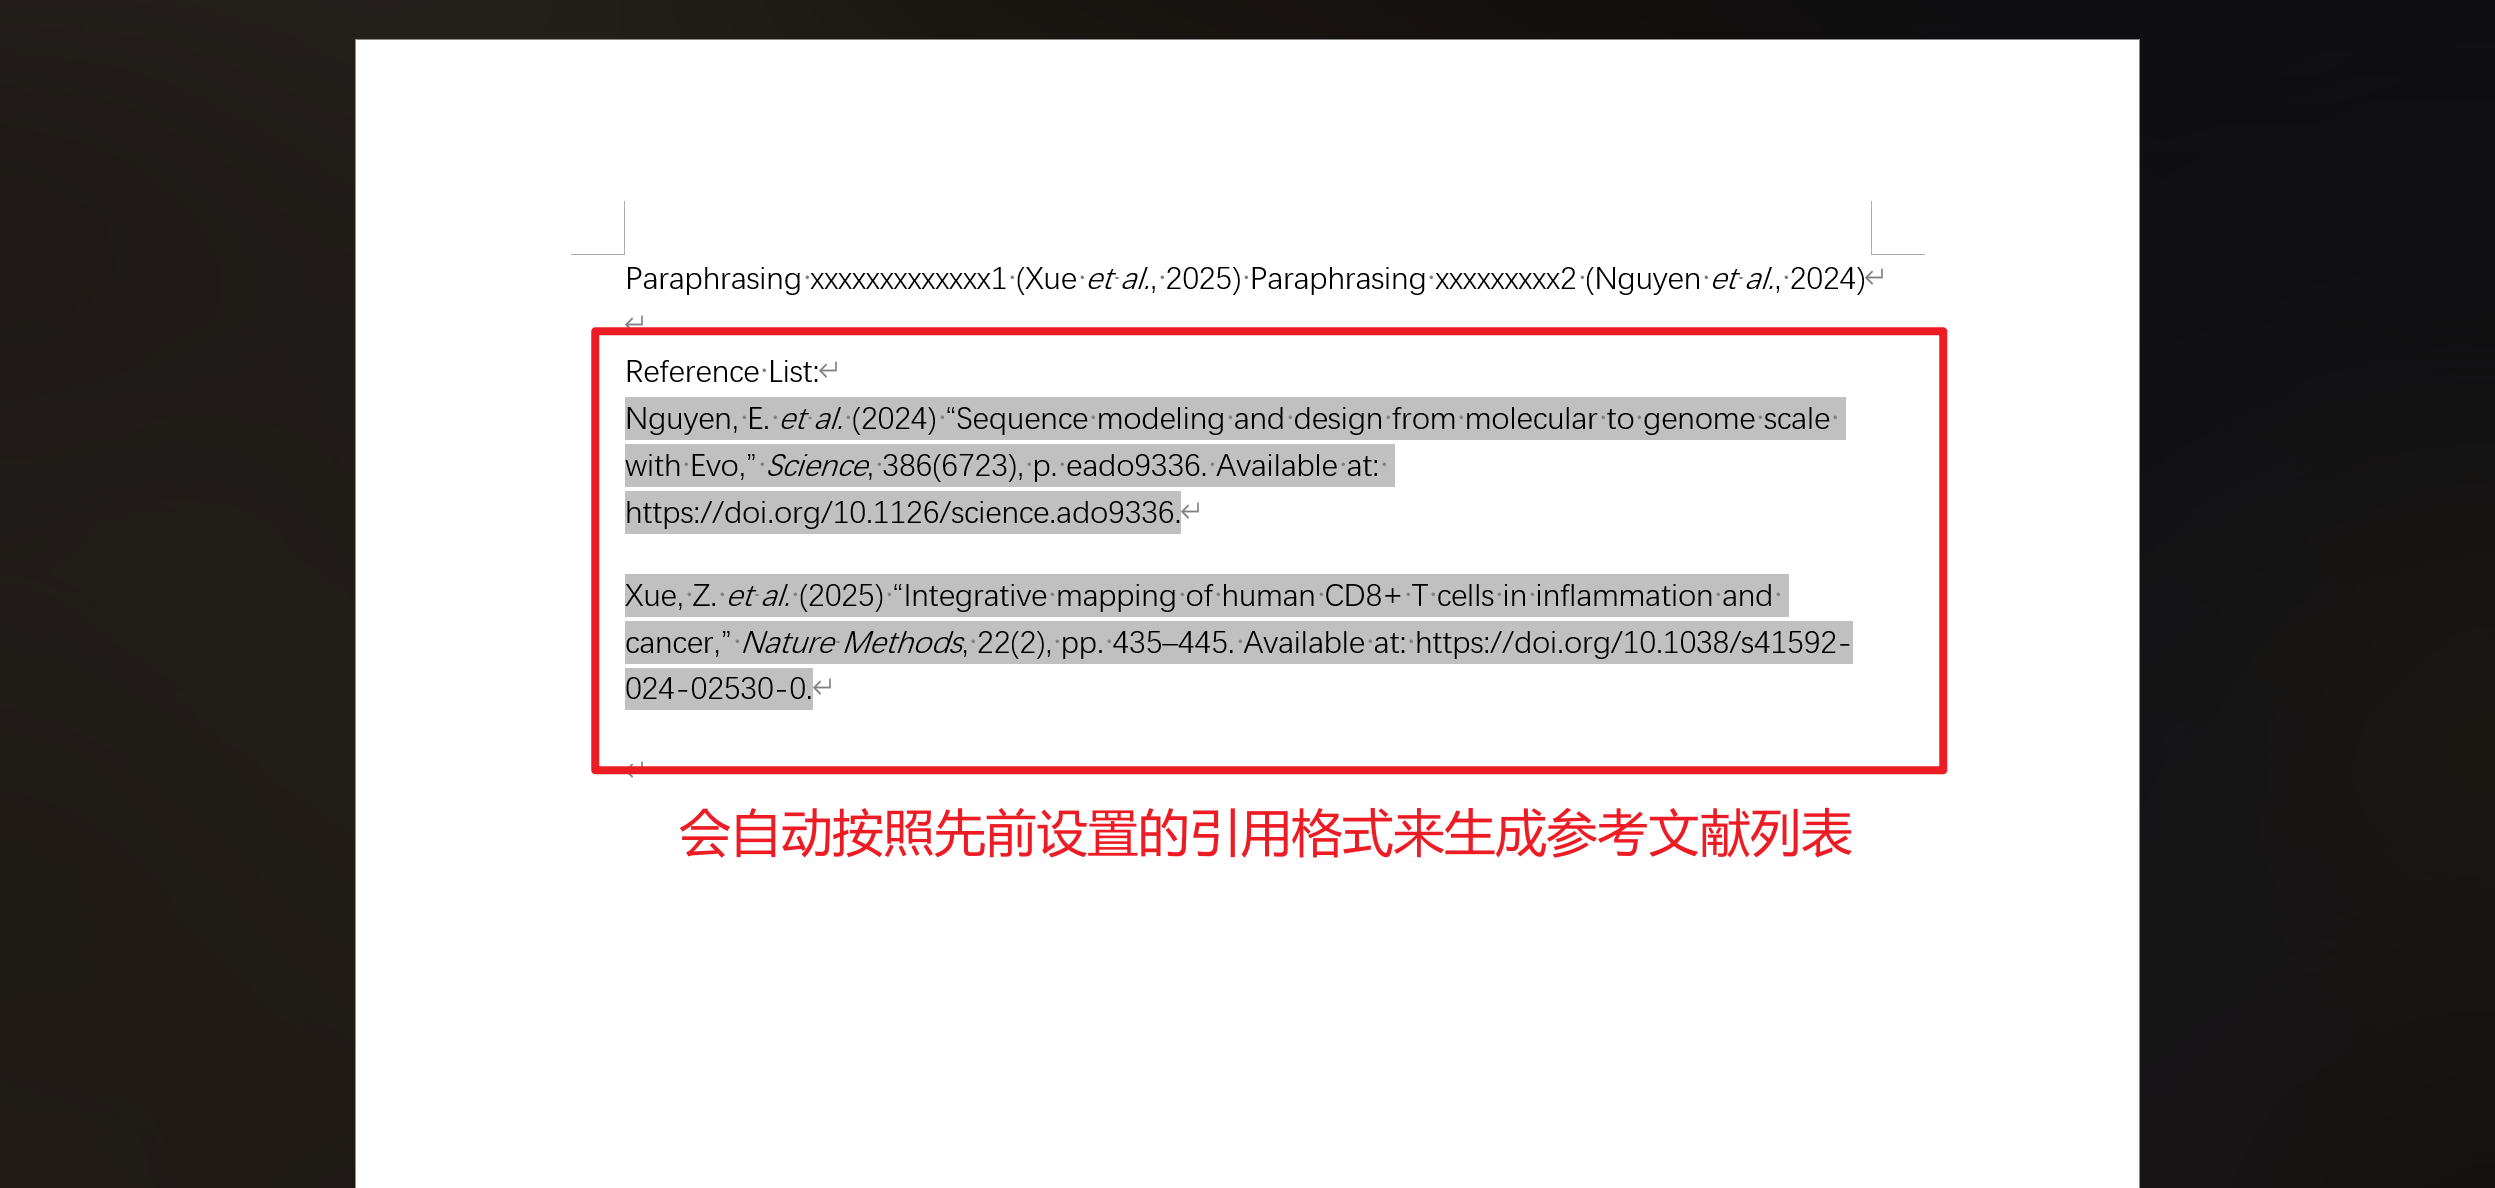 Paraphrasing xxxxxxxxxxxxx1 (Xue et al., 2025) Paraphrasing xxxxxxxxx2 (Nguyen et al., 2024)
Reference List:
Nguyen, E. et al. (2024) “Sequence modeling and design from molecular to genome scale
with Evo,” Science, 386(6723), p. eado9336. Available at:
https://doi.org/10.1126/science.ado9336.
Xue, Z. et al. (2025) “Integrative mapping of human CD8+ T cells in inflammation and
cancer,” Nature Methods, 22(2), pp. 435–445. Available at: https://doi.org/10.1038/s41592-
024-02530-0.
会自动按照先前设置的引用格式来生成参考文献列表